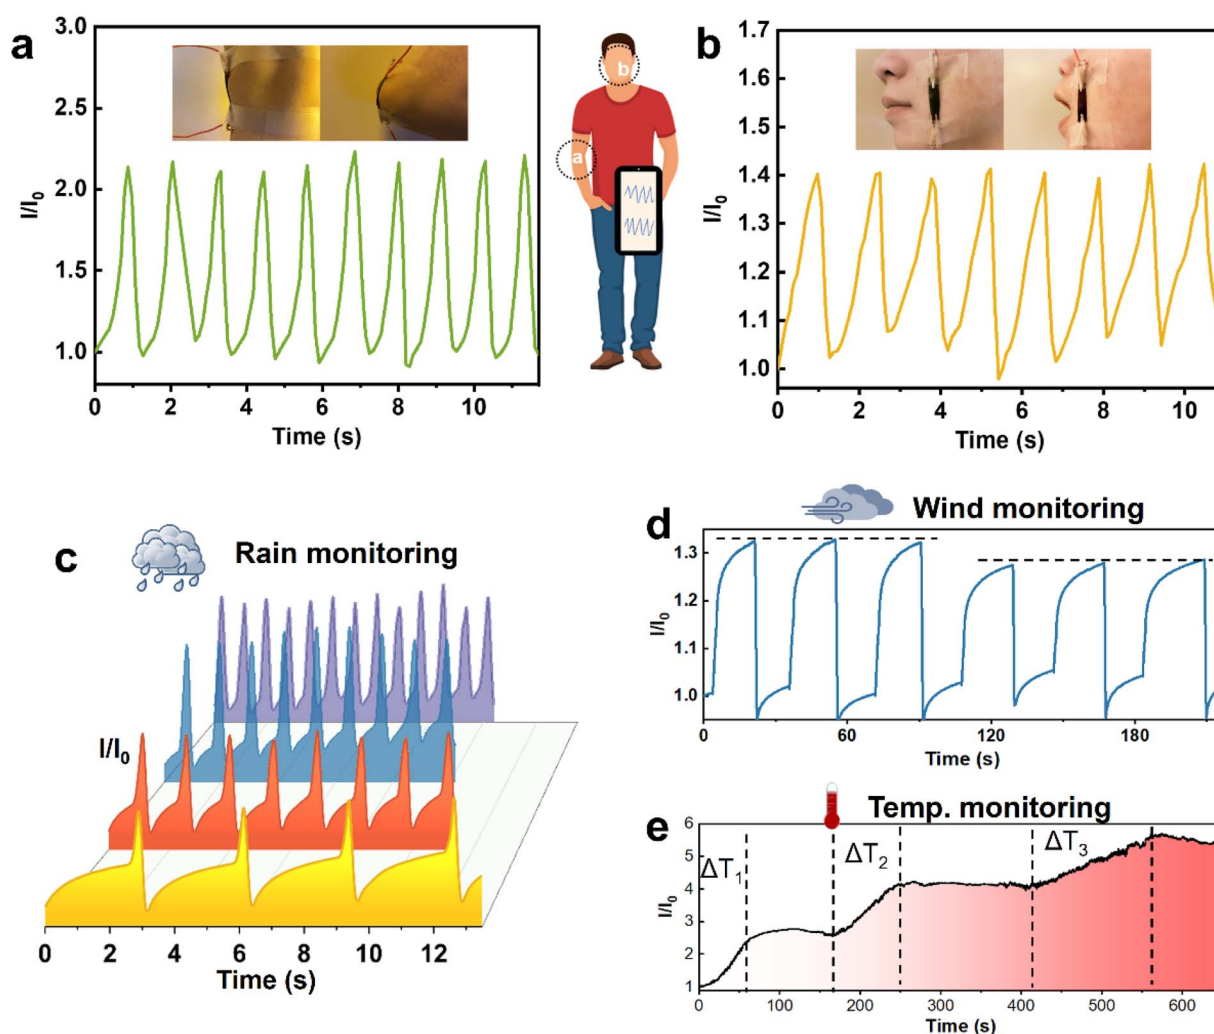 a
3.0
2.5
2.0
1.5
1.0
I/I0
0 2 4 6 8 10
Time (s)
b
a
b
1.7
1.6
1.5
1.4
1.3
1.2
1.1
1.0
I/I0
0 2 4 6 8 10
Time (s)
c
Rain monitoring
I/I0
0 2 4 6 8 10 12
Time (s)
d
Wind monitoring
1.3
1.2
1.1
1.0
I/I0
0 60 120 180
Time (s)
e
Temp. monitoring
6
5
4
3
2
1
I/I0
ΔT1
ΔT2
ΔT3
0 100 200 300 400 500 600
Time (s)